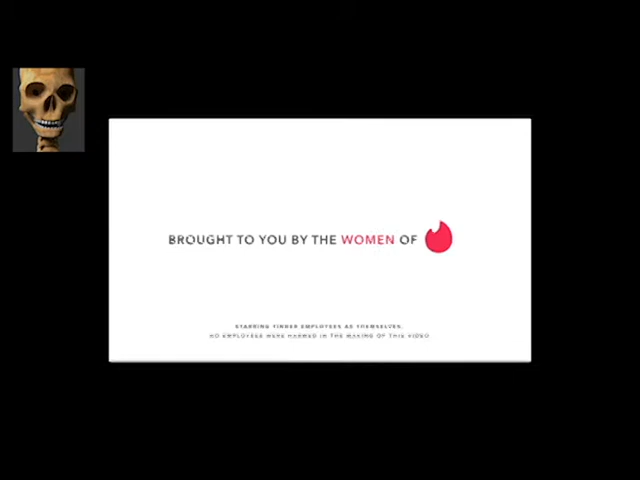 BROUGHT TO YOU BY THE WOMEN OF
STARRING TINDER EMPLOYEES AS THEMSELVES.
NO EMPLOYEES WERE HARMED IN THE MAKING OF THIS VIDEO